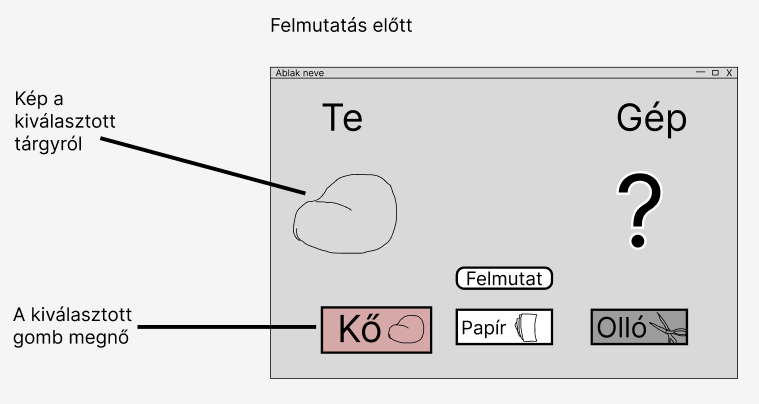 Felmutatás előtt
Ablak neve
X
Kép a
kiválasztott
tárgyról
Te
Gép
?
Felmutat
A kiválasztott
gomb megnő
Kő
Papír
Olló